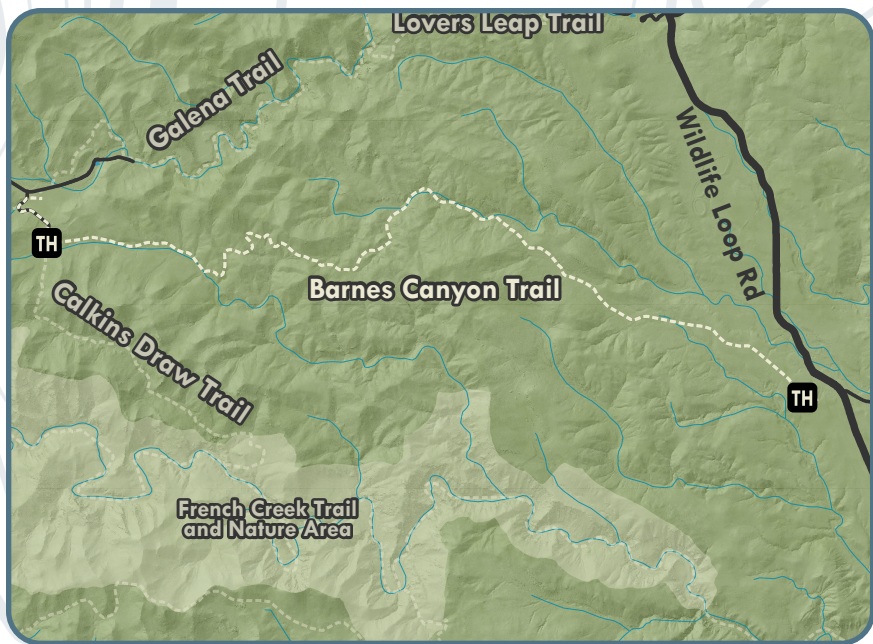 Lovers Leap Trail
Galena Trail
Wildlife Loop Rd
TH
Barnes Canyon Trail
Calkins Draw Trail
TH
French Creek Trail
and Nature Area